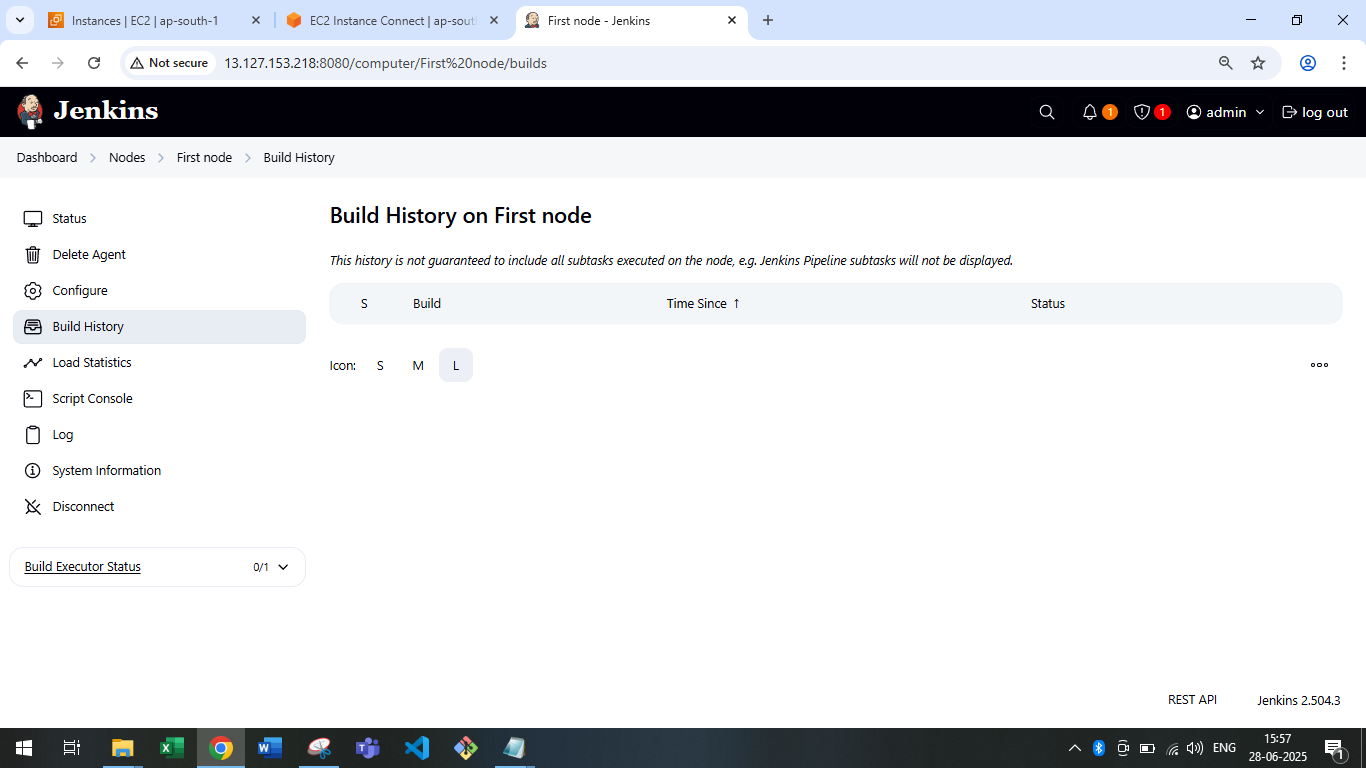 Instances | EC2 | ap-south-1
EC2 Instance Connect | ap-sout
First node - Jenkins
Not secure
13.127.153.218:8080/computer/First%20node/builds
Jenkins
1
1
admin
log out
Dashboard
Nodes
First node
Build History
Status
Delete Agent
Configure
Build History
Load Statistics
Script Console
Log
System Information
Disconnect
Build Executor Status
0/1
Build History on First node
This history is not guaranteed to include all subtasks executed on the node, e.g. Jenkins Pipeline subtasks will not be displayed.
S Build Time Since ↑ Status
Icon: S M L
REST API
Jenkins 2.504.3
ENG
15:57
28-06-2025
1